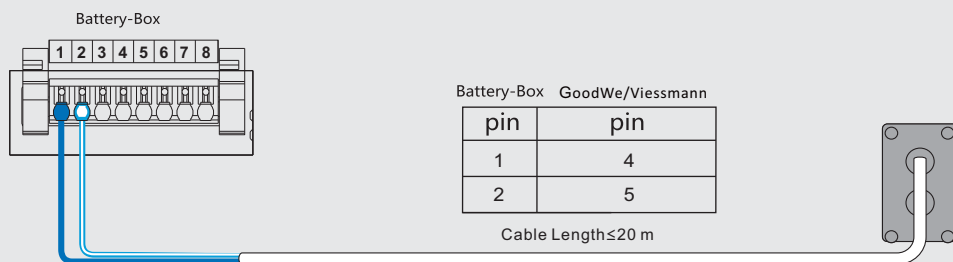 Battery-Box
1 2 3 4 5 6 7 8
Battery-Box GoodWe/Viessmann
pin pin
1 4
2 5
Cable Length≤20 m